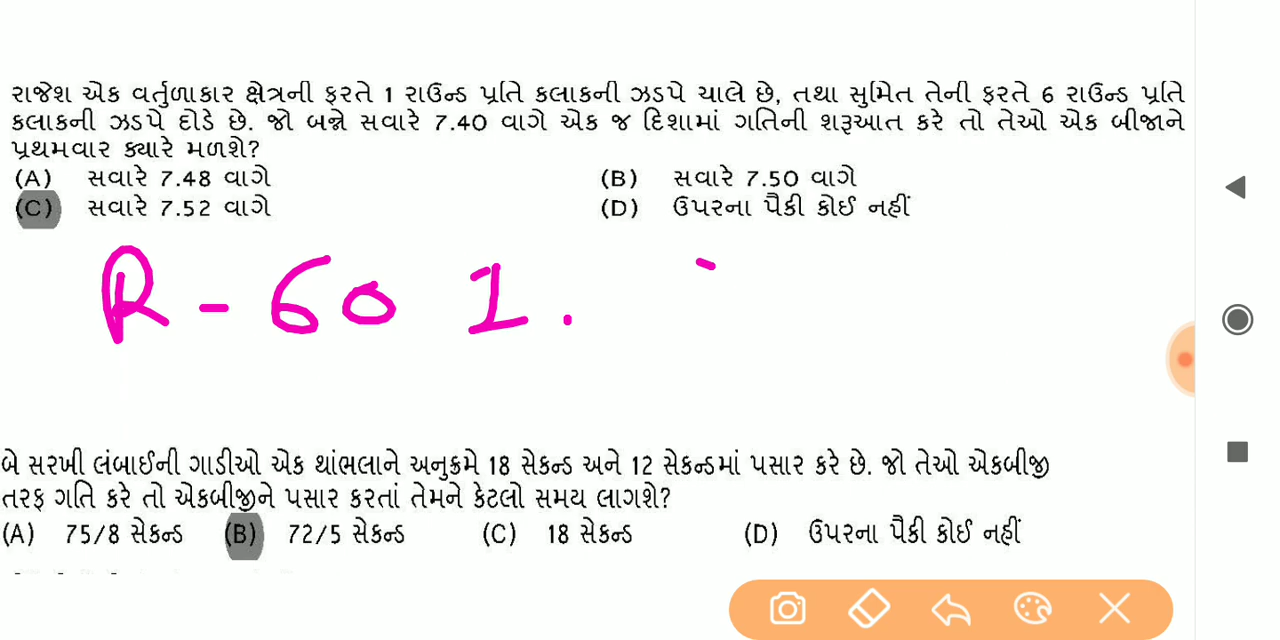 રાજેશ એક વર્તુળાકાર ક્ષેત્રની ફરતે 1 રાઉન્ડ પ્રતિ કલાકની ઝડપે ચાલે છે, તથા સુમિત તેની ફરતે 6 રાઉન્ડ પ્રતિ
કલાકની ઝડપે દોડે છે. જો બન્ને સવારે 7.40 વાગે એક જ દિશામાં ગતિની શરૂઆત કરે તો તેઓ એક બીજાને
પ્રથમવાર ક્યારે મળશે?
(A) સવારે 7.48 વાગે (B) સવારે 7.50 વાગે
(C) સવારે 7.52 વાગે (D) ઉપરના પૈકી કોઈ નહીં
R - 60 1 .
બે સરખી લંબાઈની ગાડીઓ એક થાંભલાને અનુક્રમે 18 સેકન્ડ અને 12 સેકન્ડમાં પસાર કરે છે. જો તેઓ એકબીજી
તરફ ગતિ કરે તો એકબીજીને પસાર કરતાં તેમને કેટલો સમય લાગશે?
(A) 75/8 સેકન્ડ (B) 72/5 સેકન્ડ (C) 18 સેકન્ડ (D) ઉપરના પૈકી કોઈ નહીં